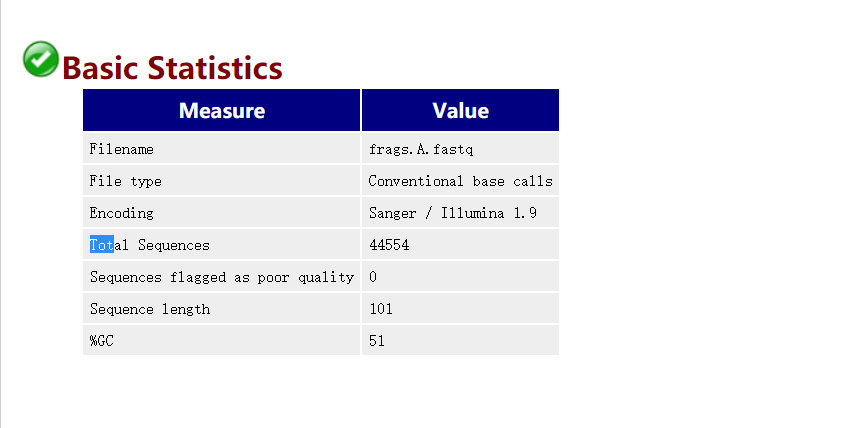 Basic Statistics
Measure Value
Filename frags.A.fastq
File type Conventional base calls
Encoding Sanger / Illumina 1.9
Total Sequences 44554
Sequences flagged as poor quality 0
Sequence length 101
%GC 51